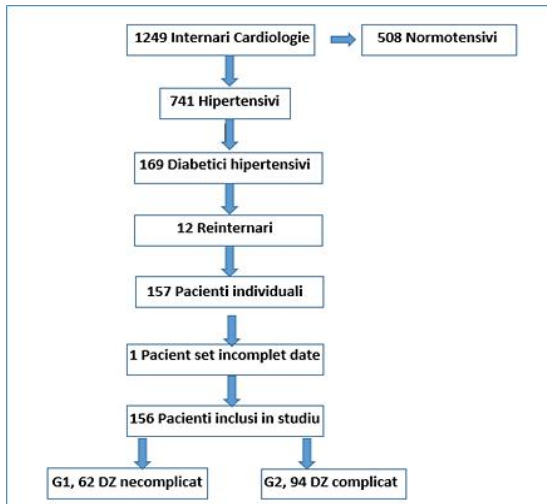 1249 Internari Cardiologie
508 Normotensivi
741 Hipertensivi
169 Diabetici hipertensivi
12 Reinternari
157 Pacienti individuali
1 Pacient set incomplet date
156 Pacienti inclusi in studiu
G1, 62 DZ necomplicat
G2, 94 DZ complicat